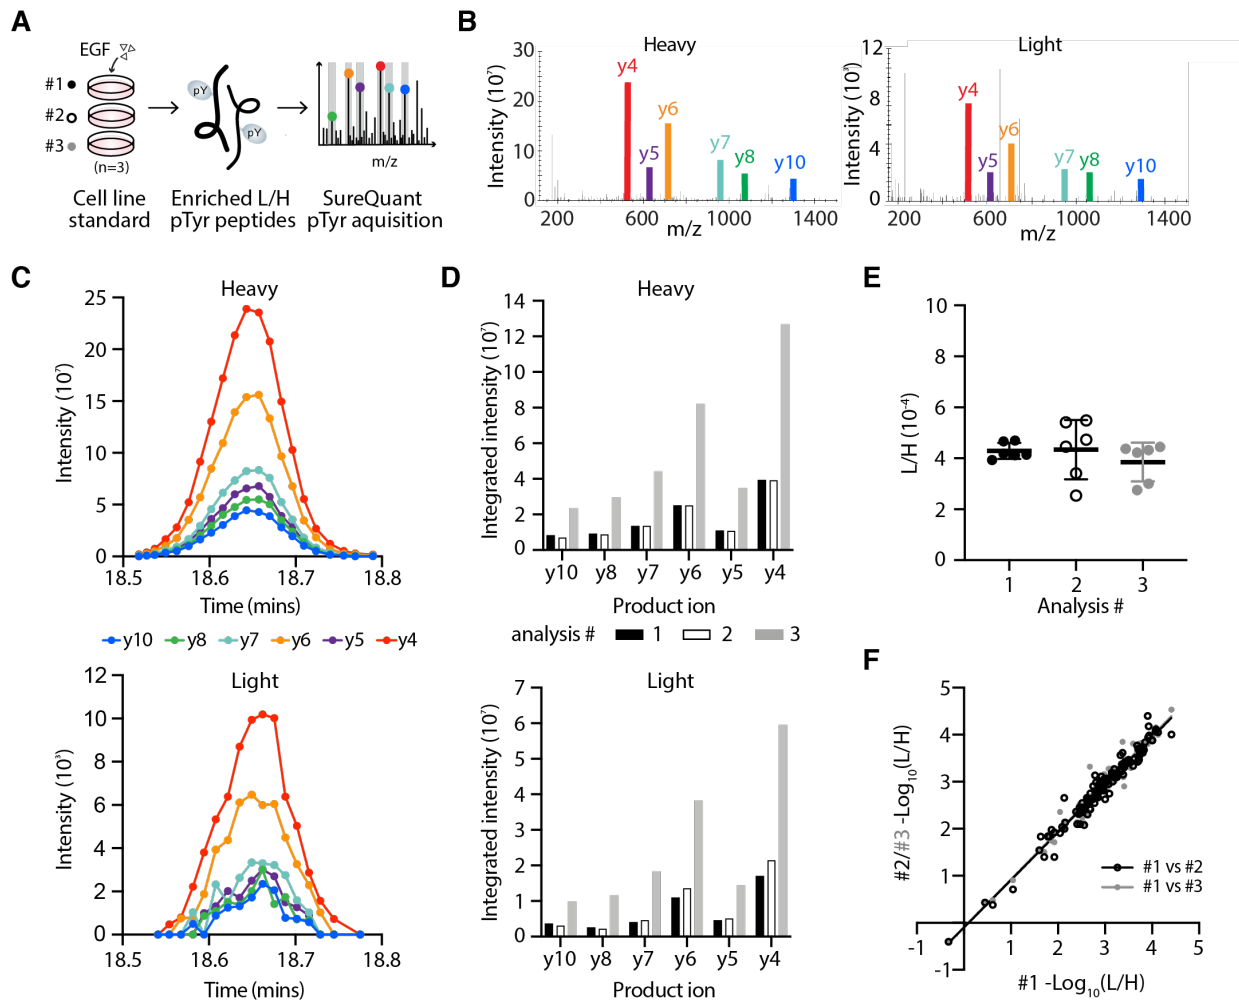 A
EGF
#1
#2
#3
(n=3)
Cell line
standard
pY
pY
Enriched L/H
pTyr peptides
m/z
SureQuant
pTyr aquisition
B
Heavy
Intensity (10⁷)
30
20
10
0
y4
y5
y6
y7
y8
y10
200 600 1000 1400
m/z
Light
Intensity (10³)
12
8
4
0
y4
y5
y6
y7
y8
y10
200 600 1000 1400
m/z
C
Heavy
Intensity (10⁷)
25
20
15
10
5
0
18.5 18.6 18.7 18.8
Time (mins)
y10 y8 y7 y6 y5 y4
Light
Intensity (10³)
12
10
8
6
4
2
0
18.5 18.6 18.7 18.8
Time (mins)
D
Heavy
Integrated intensity (10⁷)
14
12
10
8
6
4
2
0
y10 y8 y7 y6 y5 y4
Product ion
analysis # 1 2 3
Light
Integrated intensity (10⁷)
7
6
5
4
3
2
1
0
y10 y8 y7 y6 y5 y4
Product ion
E
L/H (10⁻⁴)
10
8
6
4
2
0
1 2 3
Analysis #
F
#2/#3 -Log₁₀(L/H)
5
4
3
2
1
-1
-1 1 2 3 4 5
#1 vs #2
#1 vs #3
#1 -Log₁₀(L/H)